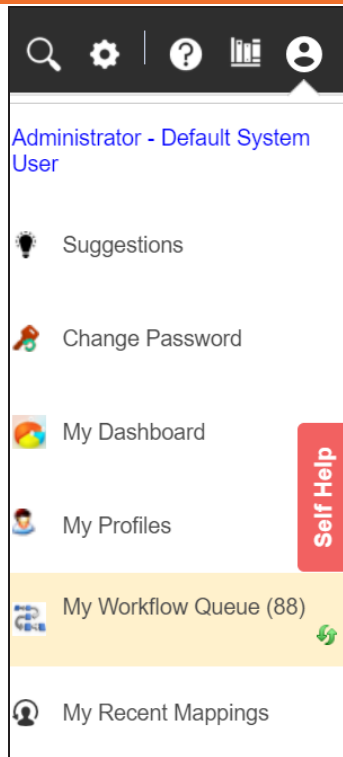 Administrator - Default System
User
Suggestions
Change Password
My Dashboard
Self Help
My Profiles
My Workflow Queue (88)
My Recent Mappings